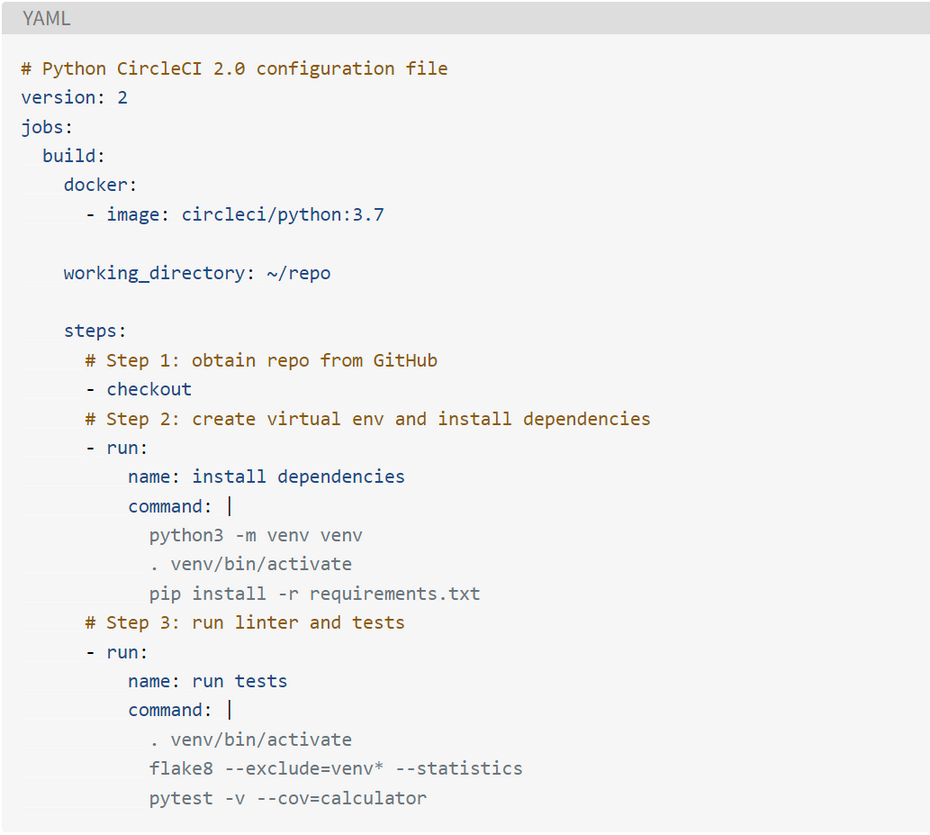 YAML
# Python CircleCI 2.0 configuration file
version: 2
jobs:
  build:
    docker:
      - image: circleci/python:3.7

    working_directory: ~/repo

    steps:
      # Step 1: obtain repo from GitHub
      - checkout
      # Step 2: create virtual env and install dependencies
      - run:
          name: install dependencies
          command: |
            python3 -m venv venv
            . venv/bin/activate
            pip install -r requirements.txt
      # Step 3: run linter and tests
      - run:
          name: run tests
          command: |
            . venv/bin/activate
            flake8 --exclude=venv* --statistics
            pytest -v --cov=calculator